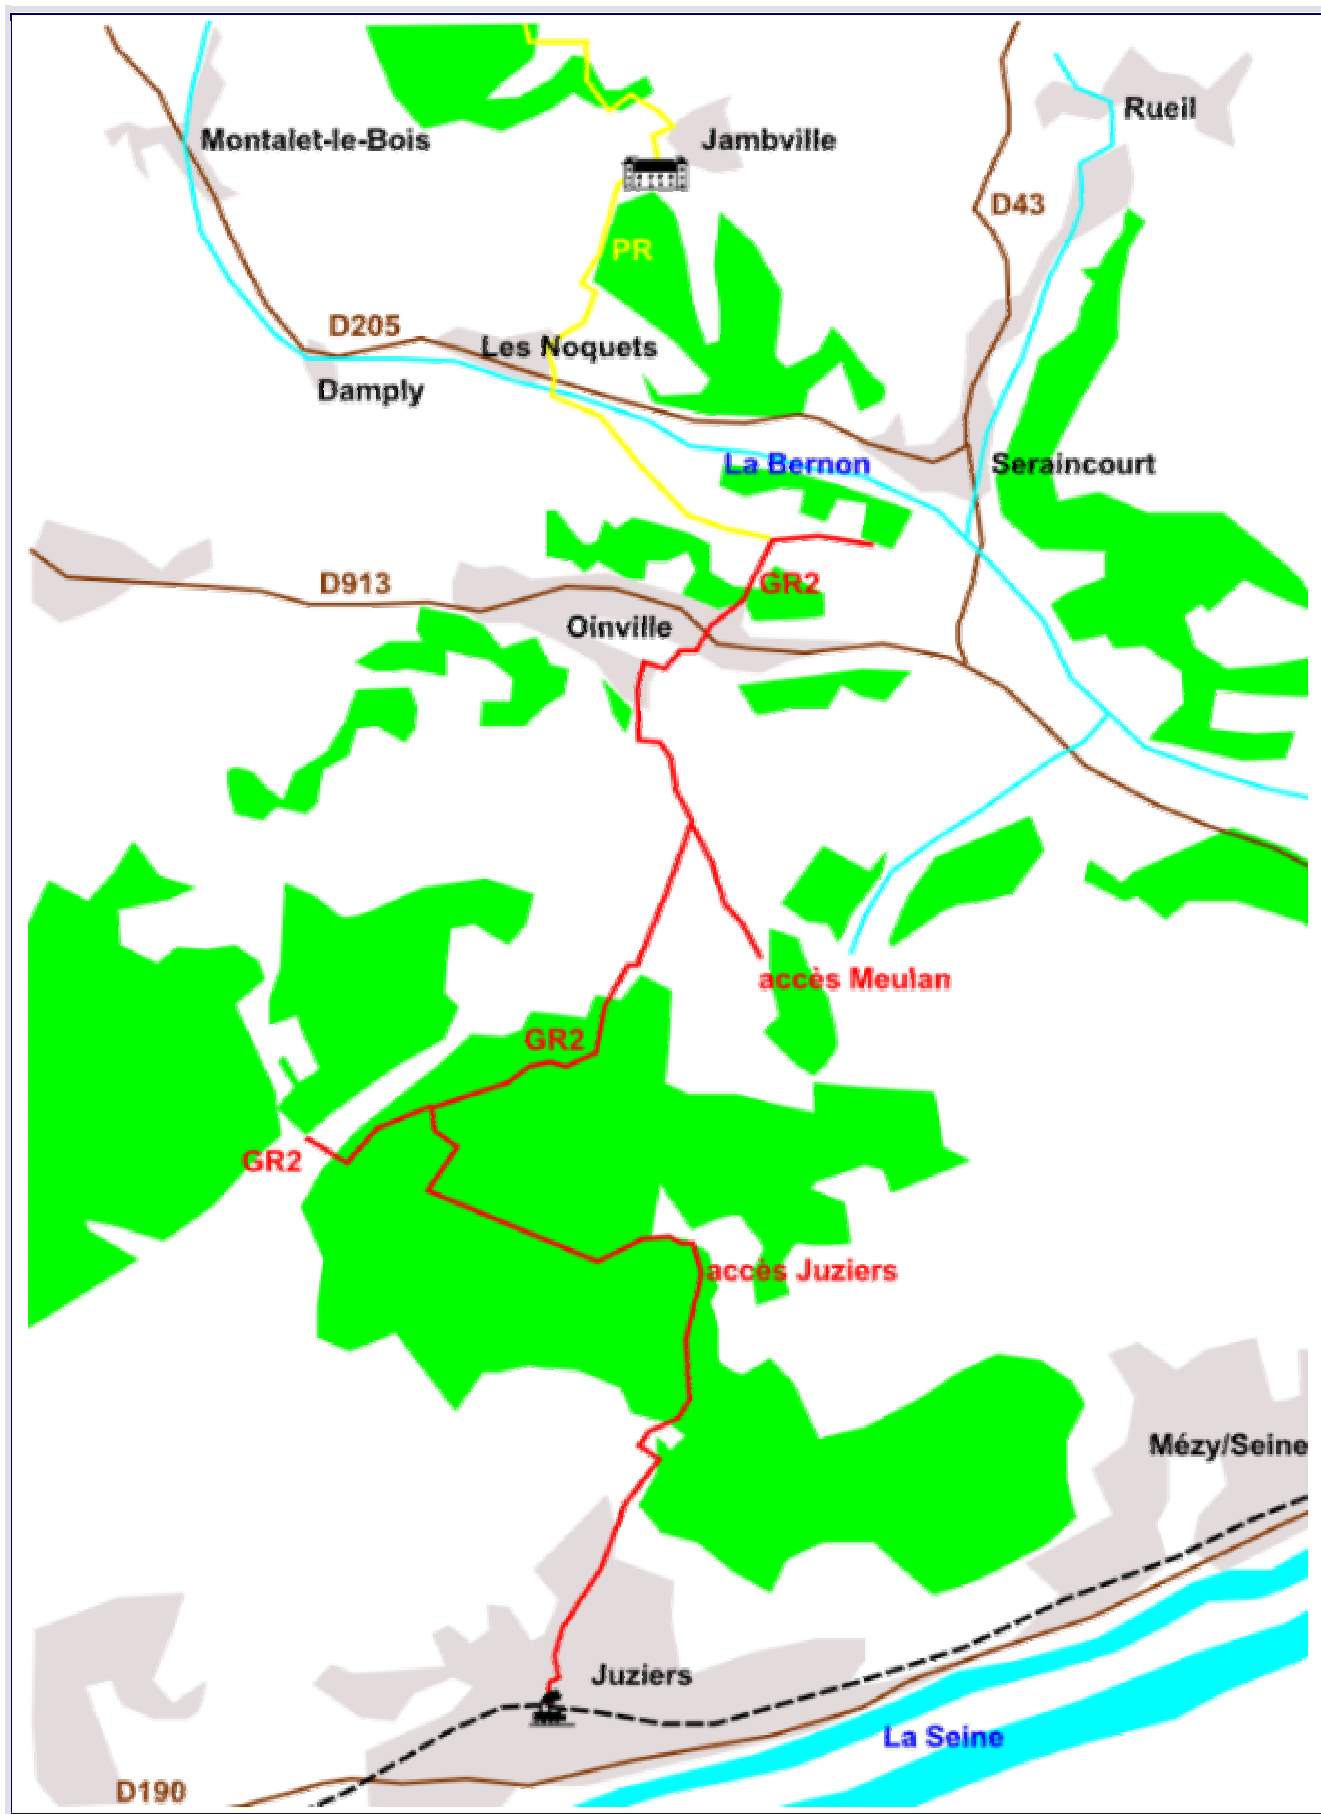 Rueil
Montalet-le-Bois
Jambville
D43
PR
D205
Les Noquets
Damply
La Bernon
Seraincourt
D913
GR2
Oinville
accès Meulan
GR2
GR2
accès Juziers
Mézy/Seine
Juziers
La Seine
D190